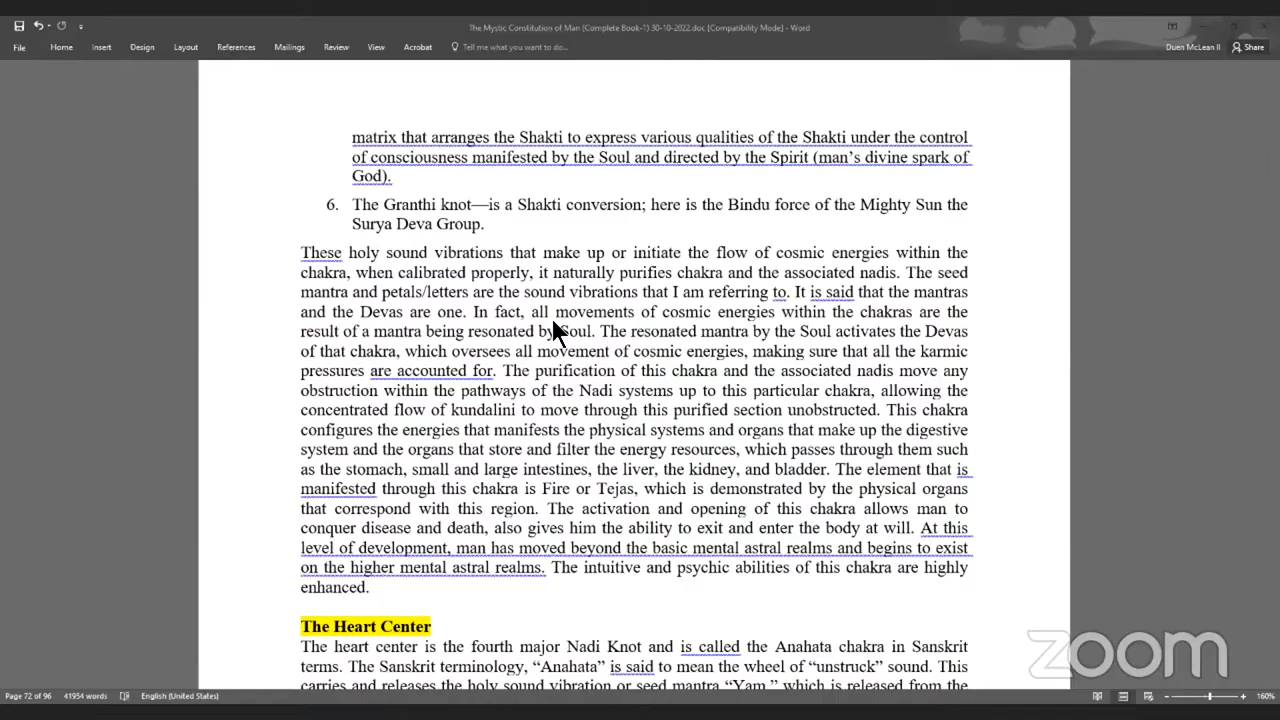 The Mystic Constitution of Man (Complete Book-1) 30-10-2022.doc [Compatibility Mode] - Word
File Home Insert Design Layout References Mailings Review View Acrobat Tell me what you want to do... Duen McLean II Share
matrix that arranges the Shakti to express various qualities of the Shakti under the control
of consciousness manifested by the Soul and directed by the Spirit (man's divine spark of
God).
6. The Granthi knot—is a Shakti conversion; here is the Bindu force of the Mighty Sun the
Surya Deva Group.
These holy sound vibrations that make up or initiate the flow of cosmic energies within the
chakra, when calibrated properly, it naturally purifies chakra and the associated nadis. The seed
mantra and petals/letters are the sound vibrations that I am referring to. It is said that the mantras
and the Devas are one. In fact, all movements of cosmic energies within the chakras are the
result of a mantra being resonated by Soul. The resonated mantra by the Soul activates the Devas
of that chakra, which oversees all movement of cosmic energies, making sure that all the karmic
pressures are accounted for. The purification of this chakra and the associated nadis move any
obstruction within the pathways of the Nadi systems up to this particular chakra, allowing the
concentrated flow of kundalini to move through this purified section unobstructed. This chakra
configures the energies that manifests the physical systems and organs that make up the digestive
system and the organs that store and filter the energy resources, which passes through them such
as the stomach, small and large intestines, the liver, the kidney, and bladder. The element that is
manifested through this chakra is Fire or Tejas, which is demonstrated by the physical organs
that correspond with this region. The activation and opening of this chakra allows man to
conquer disease and death, also gives him the ability to exit and enter the body at will. At this
level of development, man has moved beyond the basic mental astral realms and begins to exist
on the higher mental astral realms. The intuitive and psychic abilities of this chakra are highly
enhanced.
The Heart Center
The heart center is the fourth major Nadi Knot and is called the Anahata chakra in Sanskrit
terms. The Sanskrit terminology, “Anahata” is said to mean the wheel of “unstruck” sound. This
carries and releases the holy sound vibration or seed mantra “Yam,” which is released from the
zoom
Page 72 of 96 41954 words English (United States) 160%